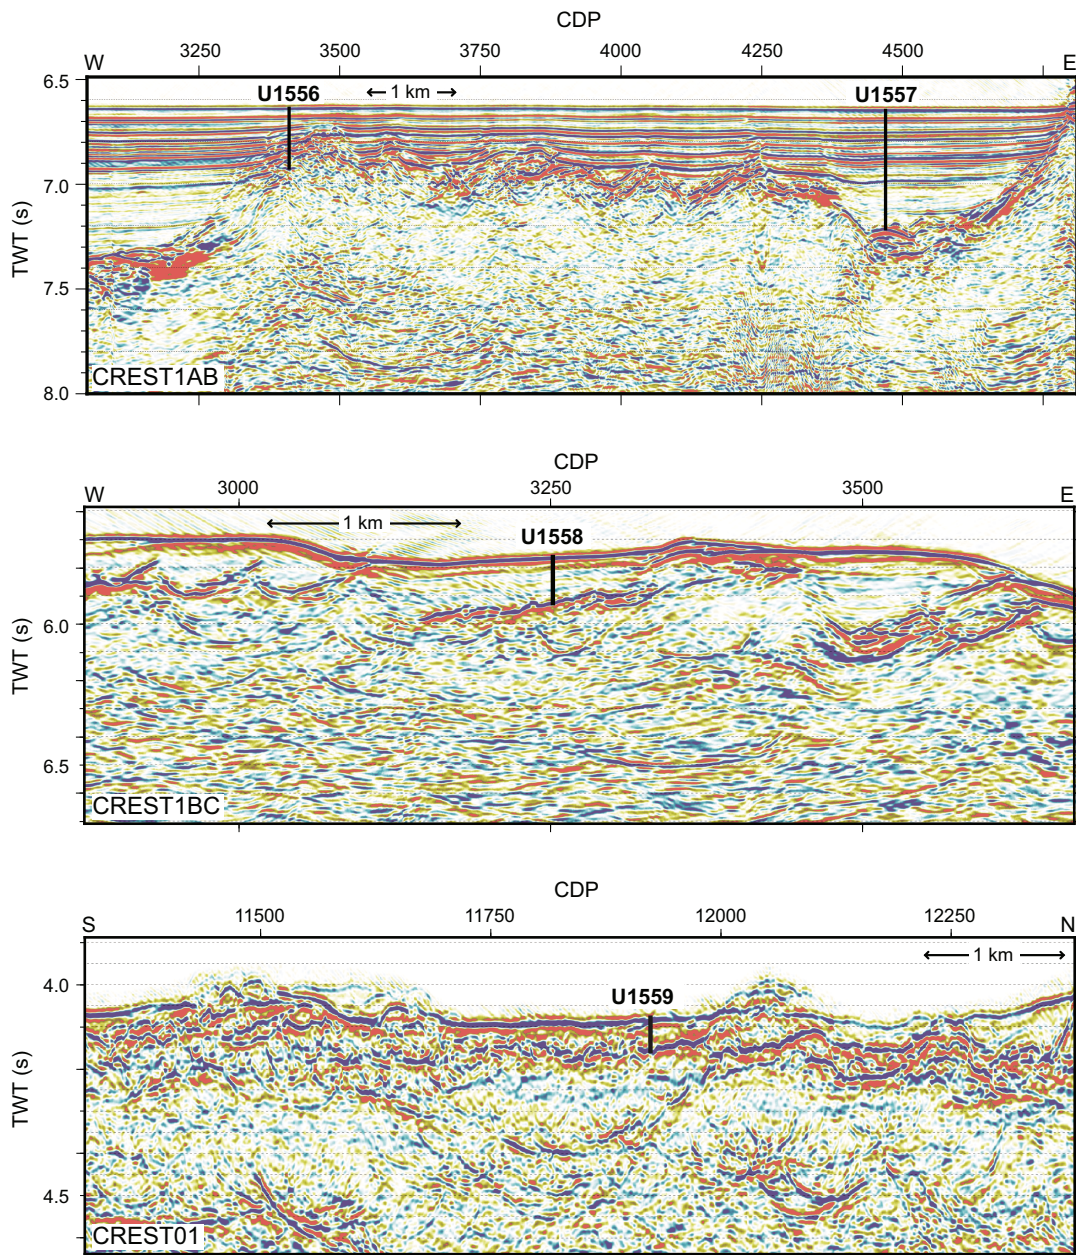 CDP
3250 3500 3750 4000 4250 4500
W E
6.5
U1556 1 km U1557
7.0
TWT (s)
7.5
CREST1AB
8.0
CDP
W 3000 3250 3500 E
1 km
U1558
6.0
TWT (s)
6.5
CREST1BC
CDP
S 11500 11750 12000 12250 N
1 km
4.0
U1559
TWT (s)
4.5
CREST01